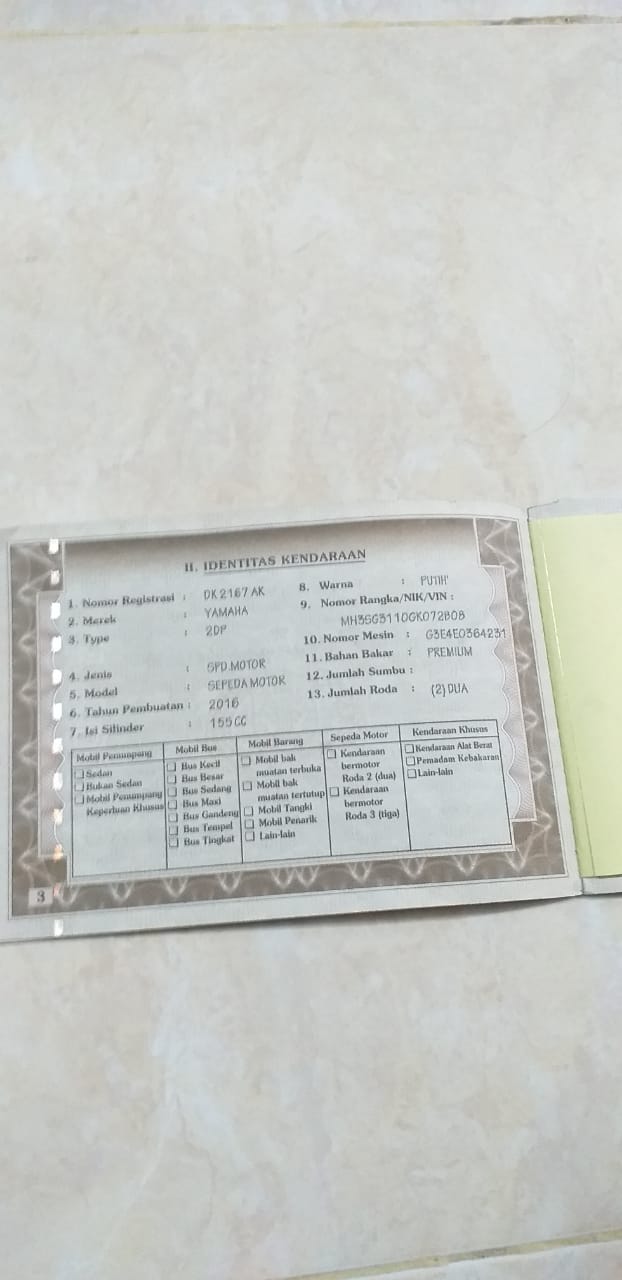 II. IDENTITAS KENDARAAN
1. Nomor Registrasi : DK 2167 AK
2. Merek : YAMAHA
3. Type : 2DP
4. Jenis : SPD.MOTOR
5. Model : SEPEDA MOTOR
6. Tahun Pembuatan : 2016
7. Isi Silinder : 155 CC
8. Warna : PUTIH
9. Nomor Rangka/NIK/VIN :
MH3SG3110GK072808
10. Nomor Mesin : G3E4E0364231
11. Bahan Bakar : PREMIUM
12. Jumlah Sumbu :
13. Jumlah Roda : (2) DUA
Mobil Penumpang
Sedan
Bukan Sedan
Mobil Penumpang
Keperluan Khusus
Mobil Bus
Bus Kecil
Bus Besar
Bus Sedang
Bus Maxi
Bus Gandeng
Bus Tempel
Bus Tingkat
Mobil Barang
Mobil bak
muatan terbuka
Mobil bak
muatan tertutup
Mobil Tangki
Mobil Penarik
Lain-lain
Sepeda Motor
Kendaraan
bermotor
Roda 2 (dua)
Kendaraan
bermotor
Roda 3 (tiga)
Kendaraan Khusus
Kendaraan Alat Berat
Pemadam Kebakaran
Lain-lain
3